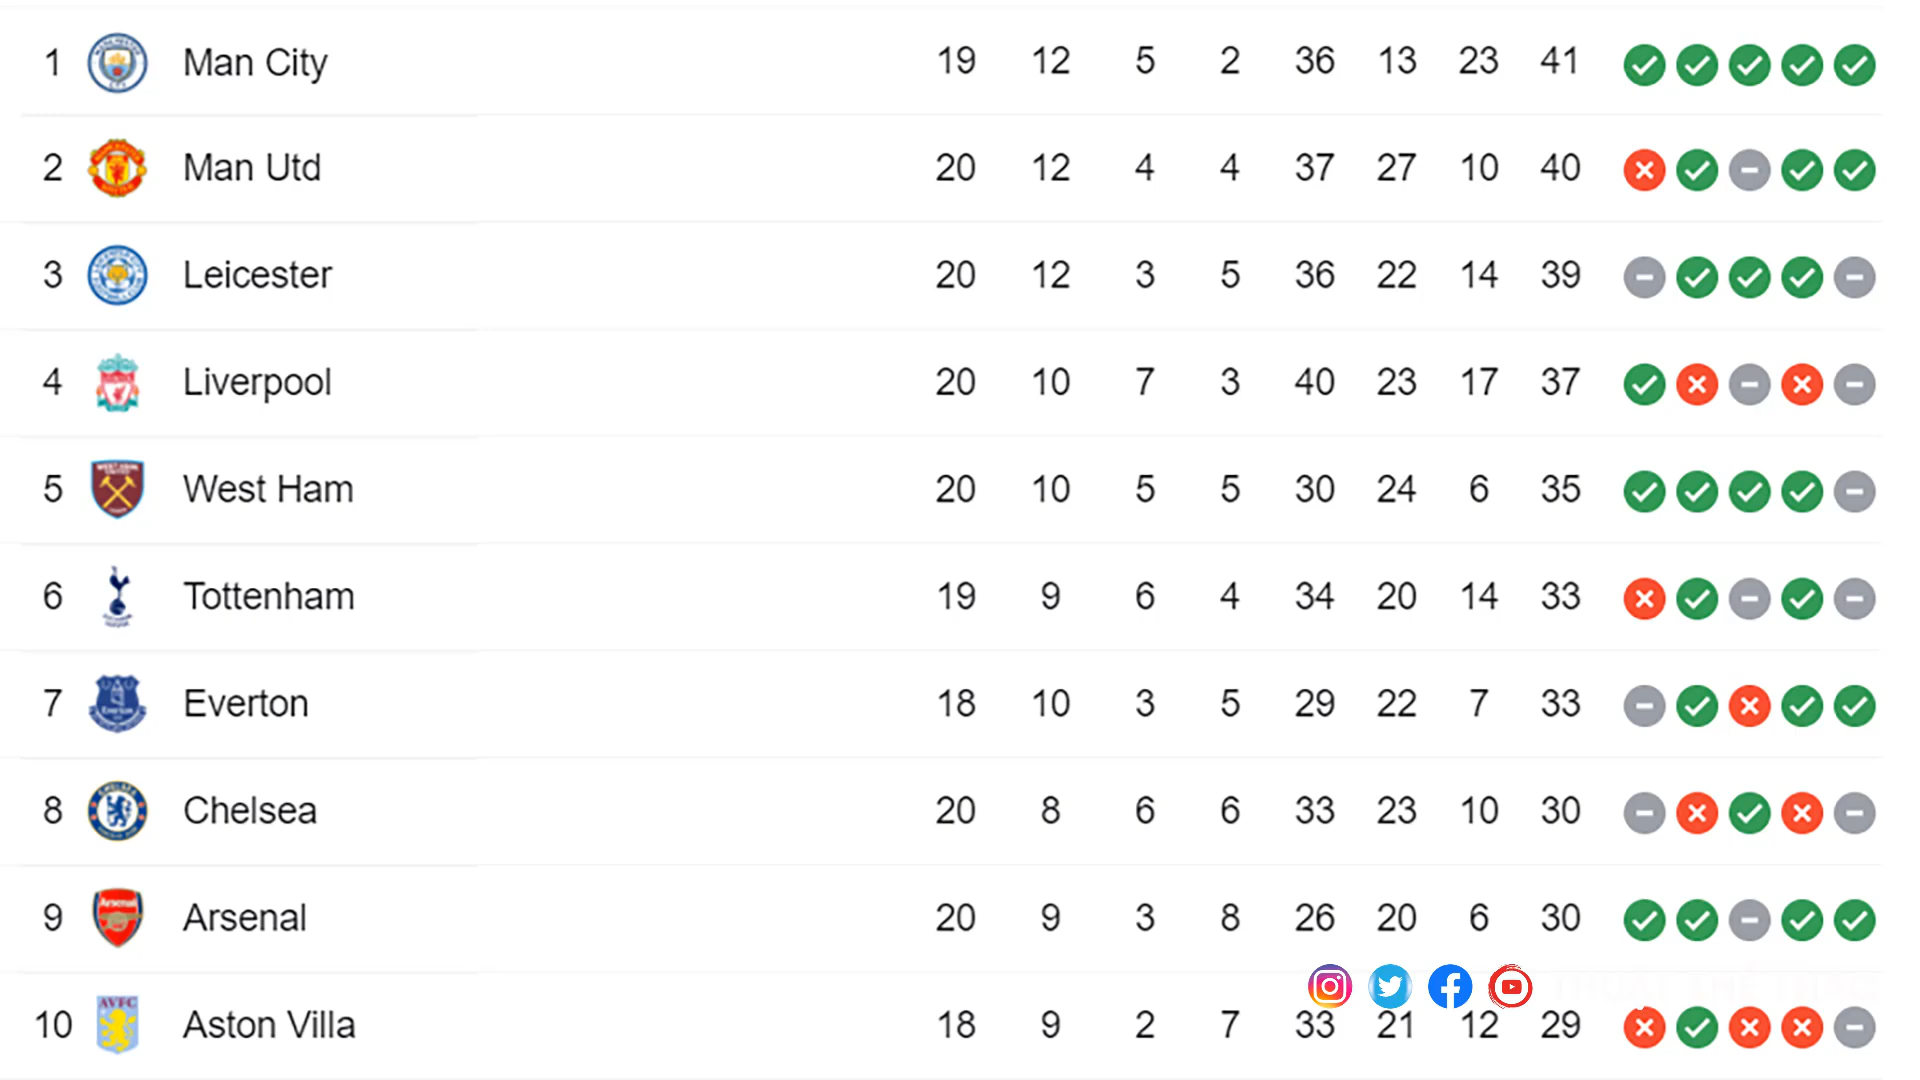 1 Man City 19 12 5 2 36 13 23 41
2 Man Utd 20 12 4 4 37 27 10 40
3 Leicester 20 12 3 5 36 22 14 39
4 Liverpool 20 10 7 3 40 23 17 37
5 West Ham 20 10 5 5 30 24 6 35
6 Tottenham 19 9 6 4 34 20 14 33
7 Everton 18 10 3 5 29 22 7 33
8 Chelsea 20 8 6 6 33 23 10 30
9 Arsenal 20 9 3 8 26 20 6 30
10 AVFC Aston Villa 18 9 2 7 33 21 12 29